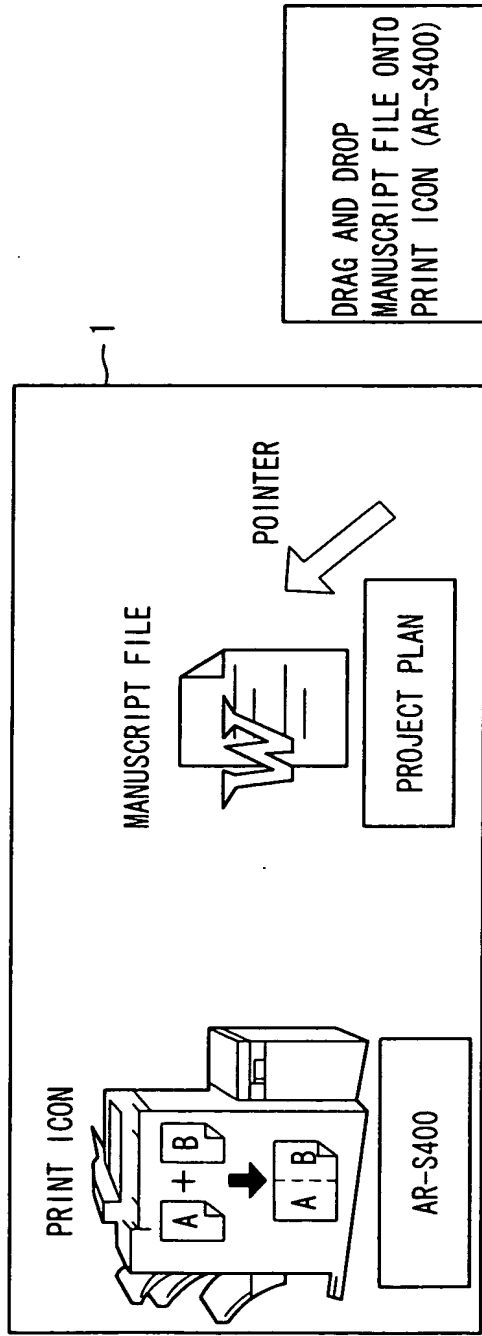 1
PRINT ICON
A + B
A B
AR-S400
MANUSCRIPT FILE
W
PROJECT PLAN
POINTER
DRAG AND DROP
MANUSCRIPT FILE ONTO
PRINT ICON (AR-S400)